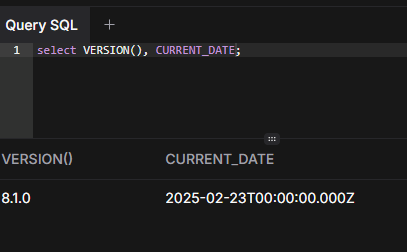 Query SQL +
1 select VERSION(), CURRENT_DATE;
VERSION() CURRENT_DATE
8.1.0 2025-02-23T00:00:00.000Z